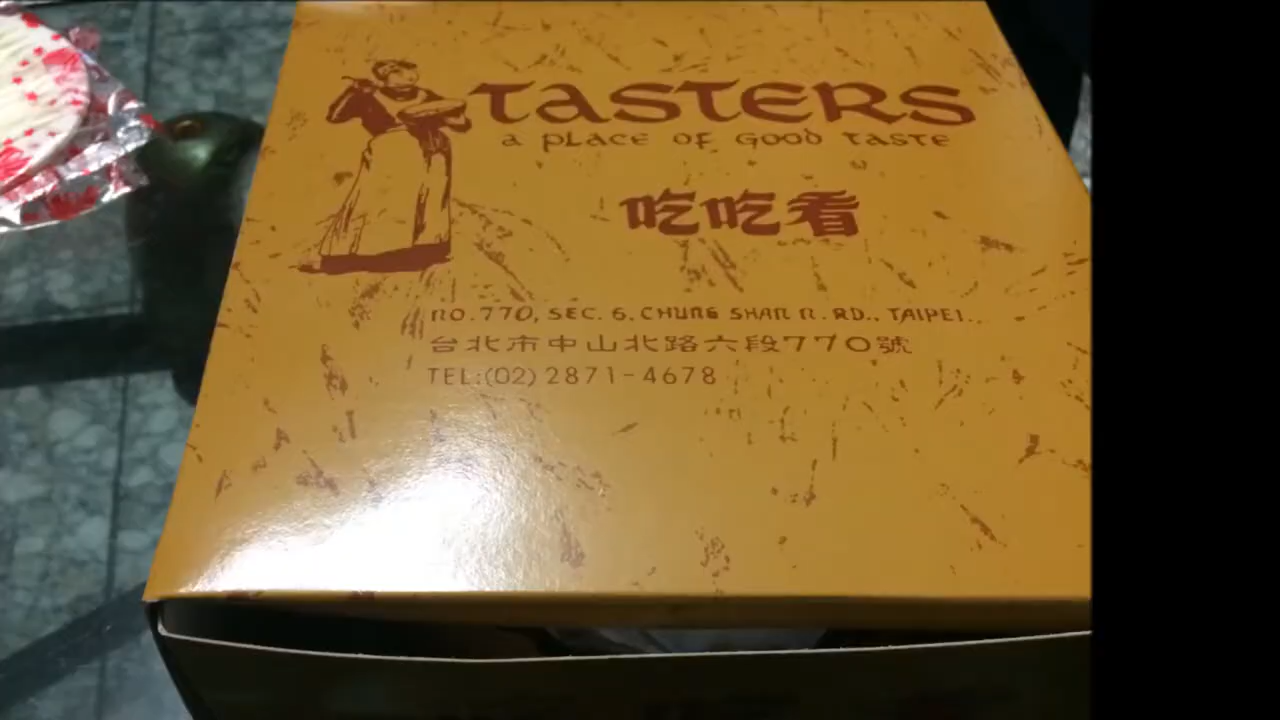 TASTERS
A PLACE OF GOOD TASTE
吃吃看
NO.770, SEC. 6, CHUNG SHAN N. RD., TAIPEI.
台北市中山北路六段770號
TEL:(02)2871-4678